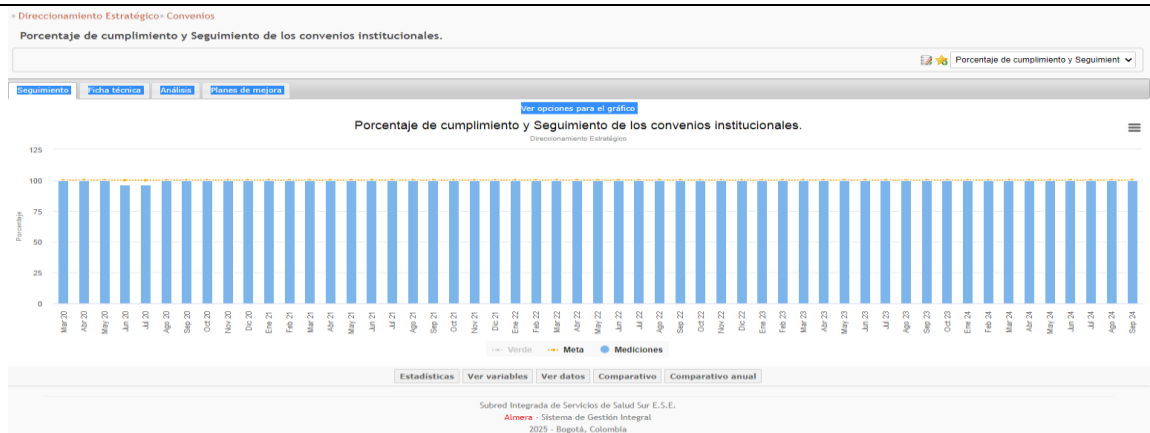 » Direccionamiento Estratégico» Convenios
Porcentaje de cumplimiento y Seguimiento de los convenios institucionales.
Porcentaje de cumplimiento y Seguimient
Seguimiento Ficha técnica Análisis Planes de mejora
Ver opciones para el gráfico
Porcentaje de cumplimiento y Seguimiento de los convenios institucionales.
Direccionamiento Estratégico
Porcentaje
125
100
75
50
25
0
Mar 20 Abr 20 May 20 Jun 20 Jul 20 Ago 20 Sep 20 Oct 20 Nov 20 Dic 20 Ene 21 Feb 21 Mar 21 Abr 21 May 21 Jun 21 Jul 21 Ago 21 Sep 21 Oct 21 Nov 21 Dic 21 Ene 22 Feb 22 Mar 22 Abr 22 May 22 Jun 22 Jul 22 Ago 22 Sep 22 Oct 22 Nov 22 Dic 22 Ene 23 Feb 23 Mar 23 Abr 23 May 23 Jun 23 Jul 23 Ago 23 Sep 23 Oct 23 Ene 24 Feb 24 Mar 24 Abr 24 May 24 Jun 24 Jul 24 Ago 24 Sep 24
Verde Meta Mediciones
Estadísticas Ver variables Ver datos Comparativo Comparativo anual
Subred Integrada de Servicios de Salud Sur E.S.E.
Almera - Sistema de Gestión Integral
2025 - Bogotá, Colombia